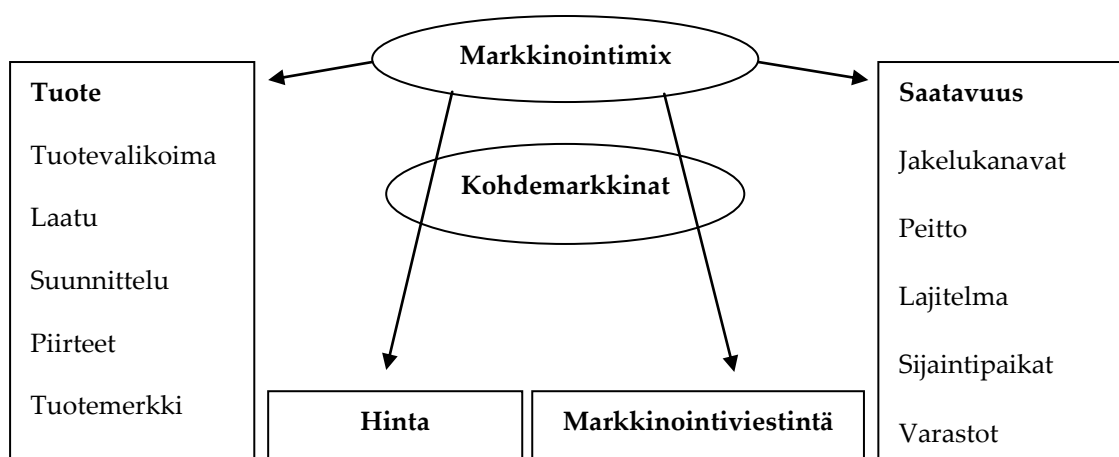 Markkinointimix
Tuote
Tuotevalikoima
Laatu
Suunnittelu
Piirteet
Tuotemerkki
Kohdemarkkinat
Hinta
Markkinointiviestintä
Saatavuus
Jakelukanavat
Peitto
Lajitelma
Sijaintipaikat
Varastot